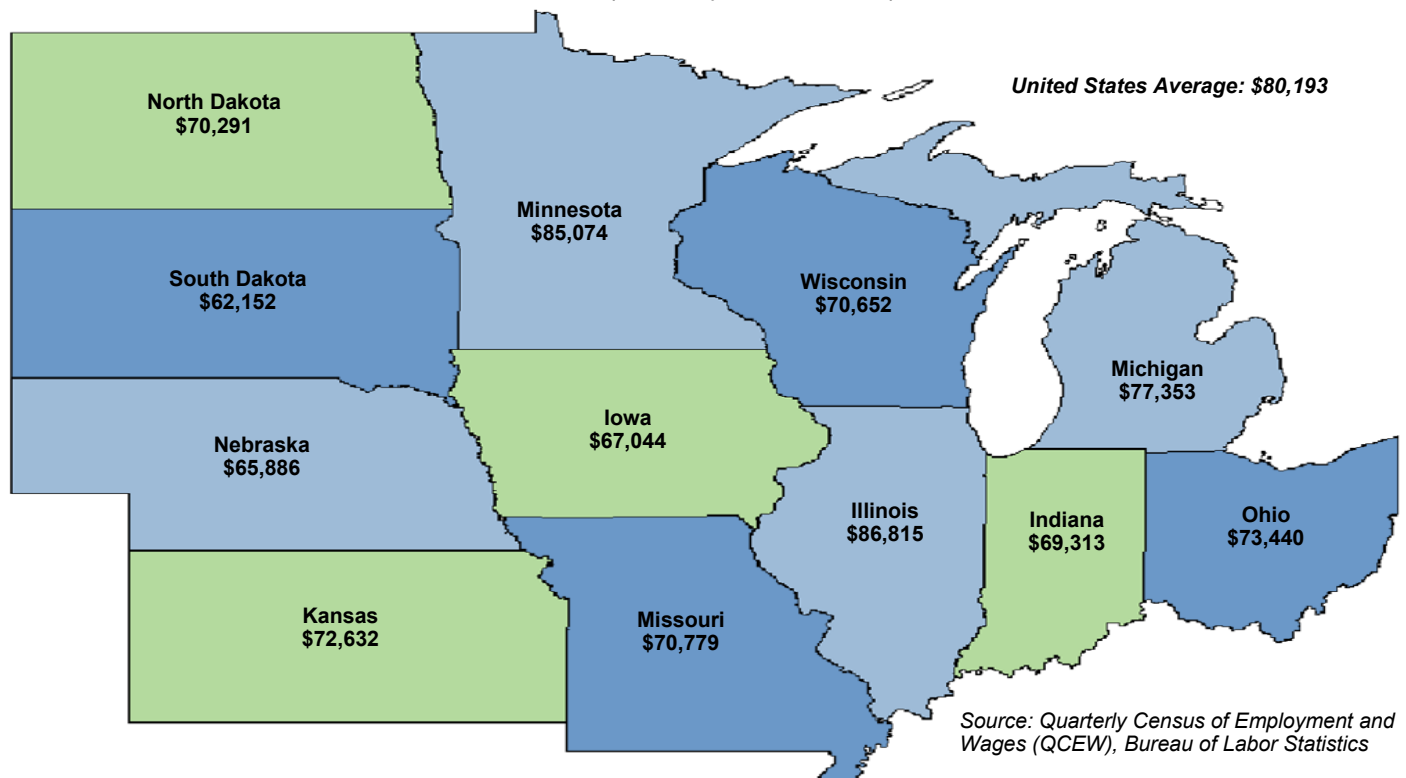 United States Average: $80,193
North Dakota
$70,291
Minnesota
$85,074
South Dakota
$62,152
Wisconsin
$70,652
Michigan
$77,353
Nebraska
$65,886
Iowa
$67,044
Illinois
$86,815
Indiana
$69,313
Ohio
$73,440
Kansas
$72,632
Missouri
$70,779
Source: Quarterly Census of Employment and
Wages (QCEW), Bureau of Labor Statistics